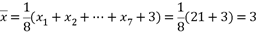 x̅ = 1/8(x₁ + x₂ + ⋯ + x₇ + 3) = 1/8(21 + 3) = 3